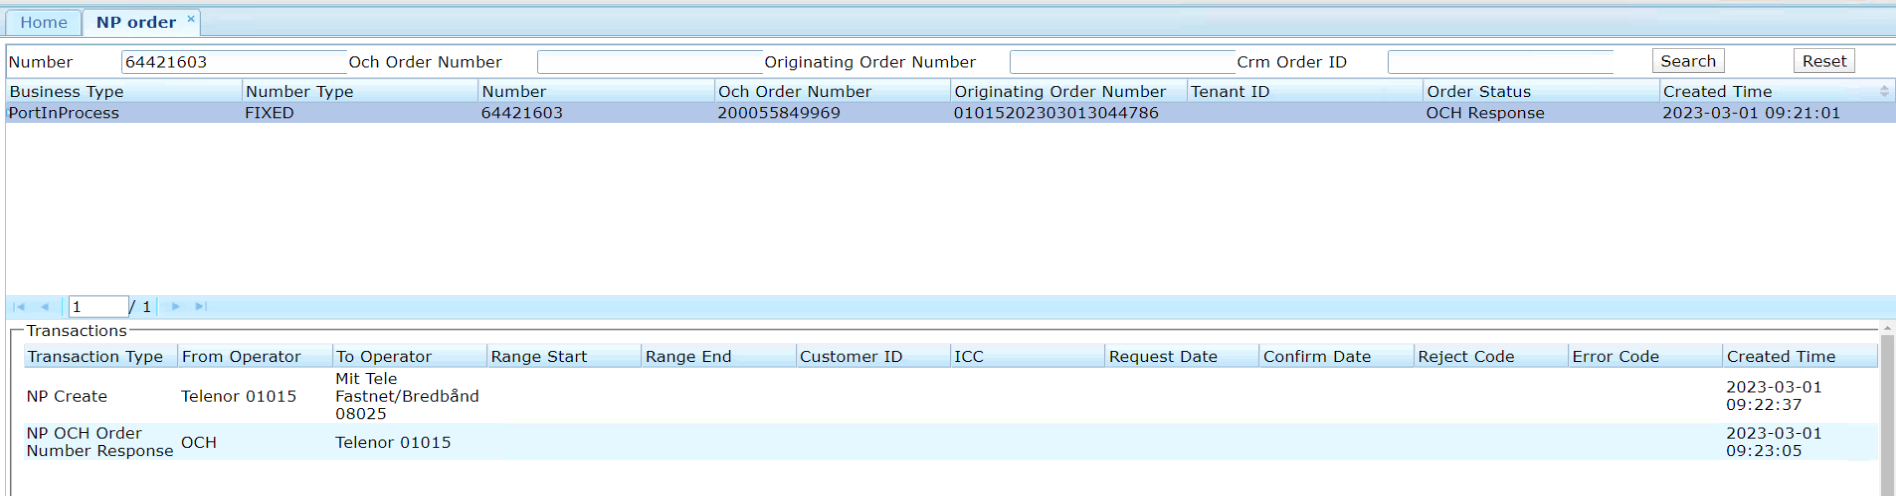 Home NP order ×
Number 64421603 Och Order Number Originating Order Number Crm Order ID Search Reset
Business Type Number Type Number Och Order Number Originating Order Number Tenant ID Order Status Created Time
PortInProcess FIXED 64421603 200055849969 01015202303013044786 OCH Response 2023-03-01 09:21:01
1 / 1
Transactions
Transaction Type From Operator To Operator Range Start Range End Customer ID ICC Request Date Confirm Date Reject Code Error Code Created Time
NP Create Telenor 01015 Mit Tele
Fastnet/Bredbånd
08025 2023-03-01
09:22:37
NP OCH Order
Number Response OCH Telenor 01015 2023-03-01
09:23:05